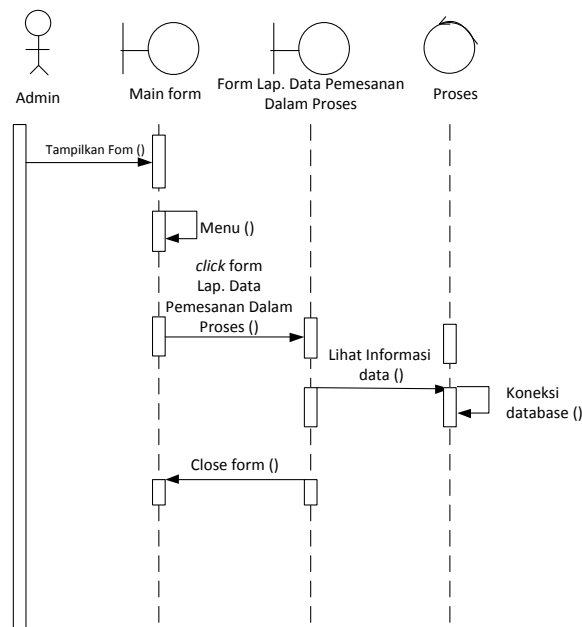 Admin
Main form
Form Lap. Data Pemesanan
Dalam Proses
Proses
Tampilkan Fom ()
Menu ()
click form
Lap. Data
Pemesanan Dalam
Proses ()
Lihat Informasi
data ()
Koneksi
database ()
Close form ()